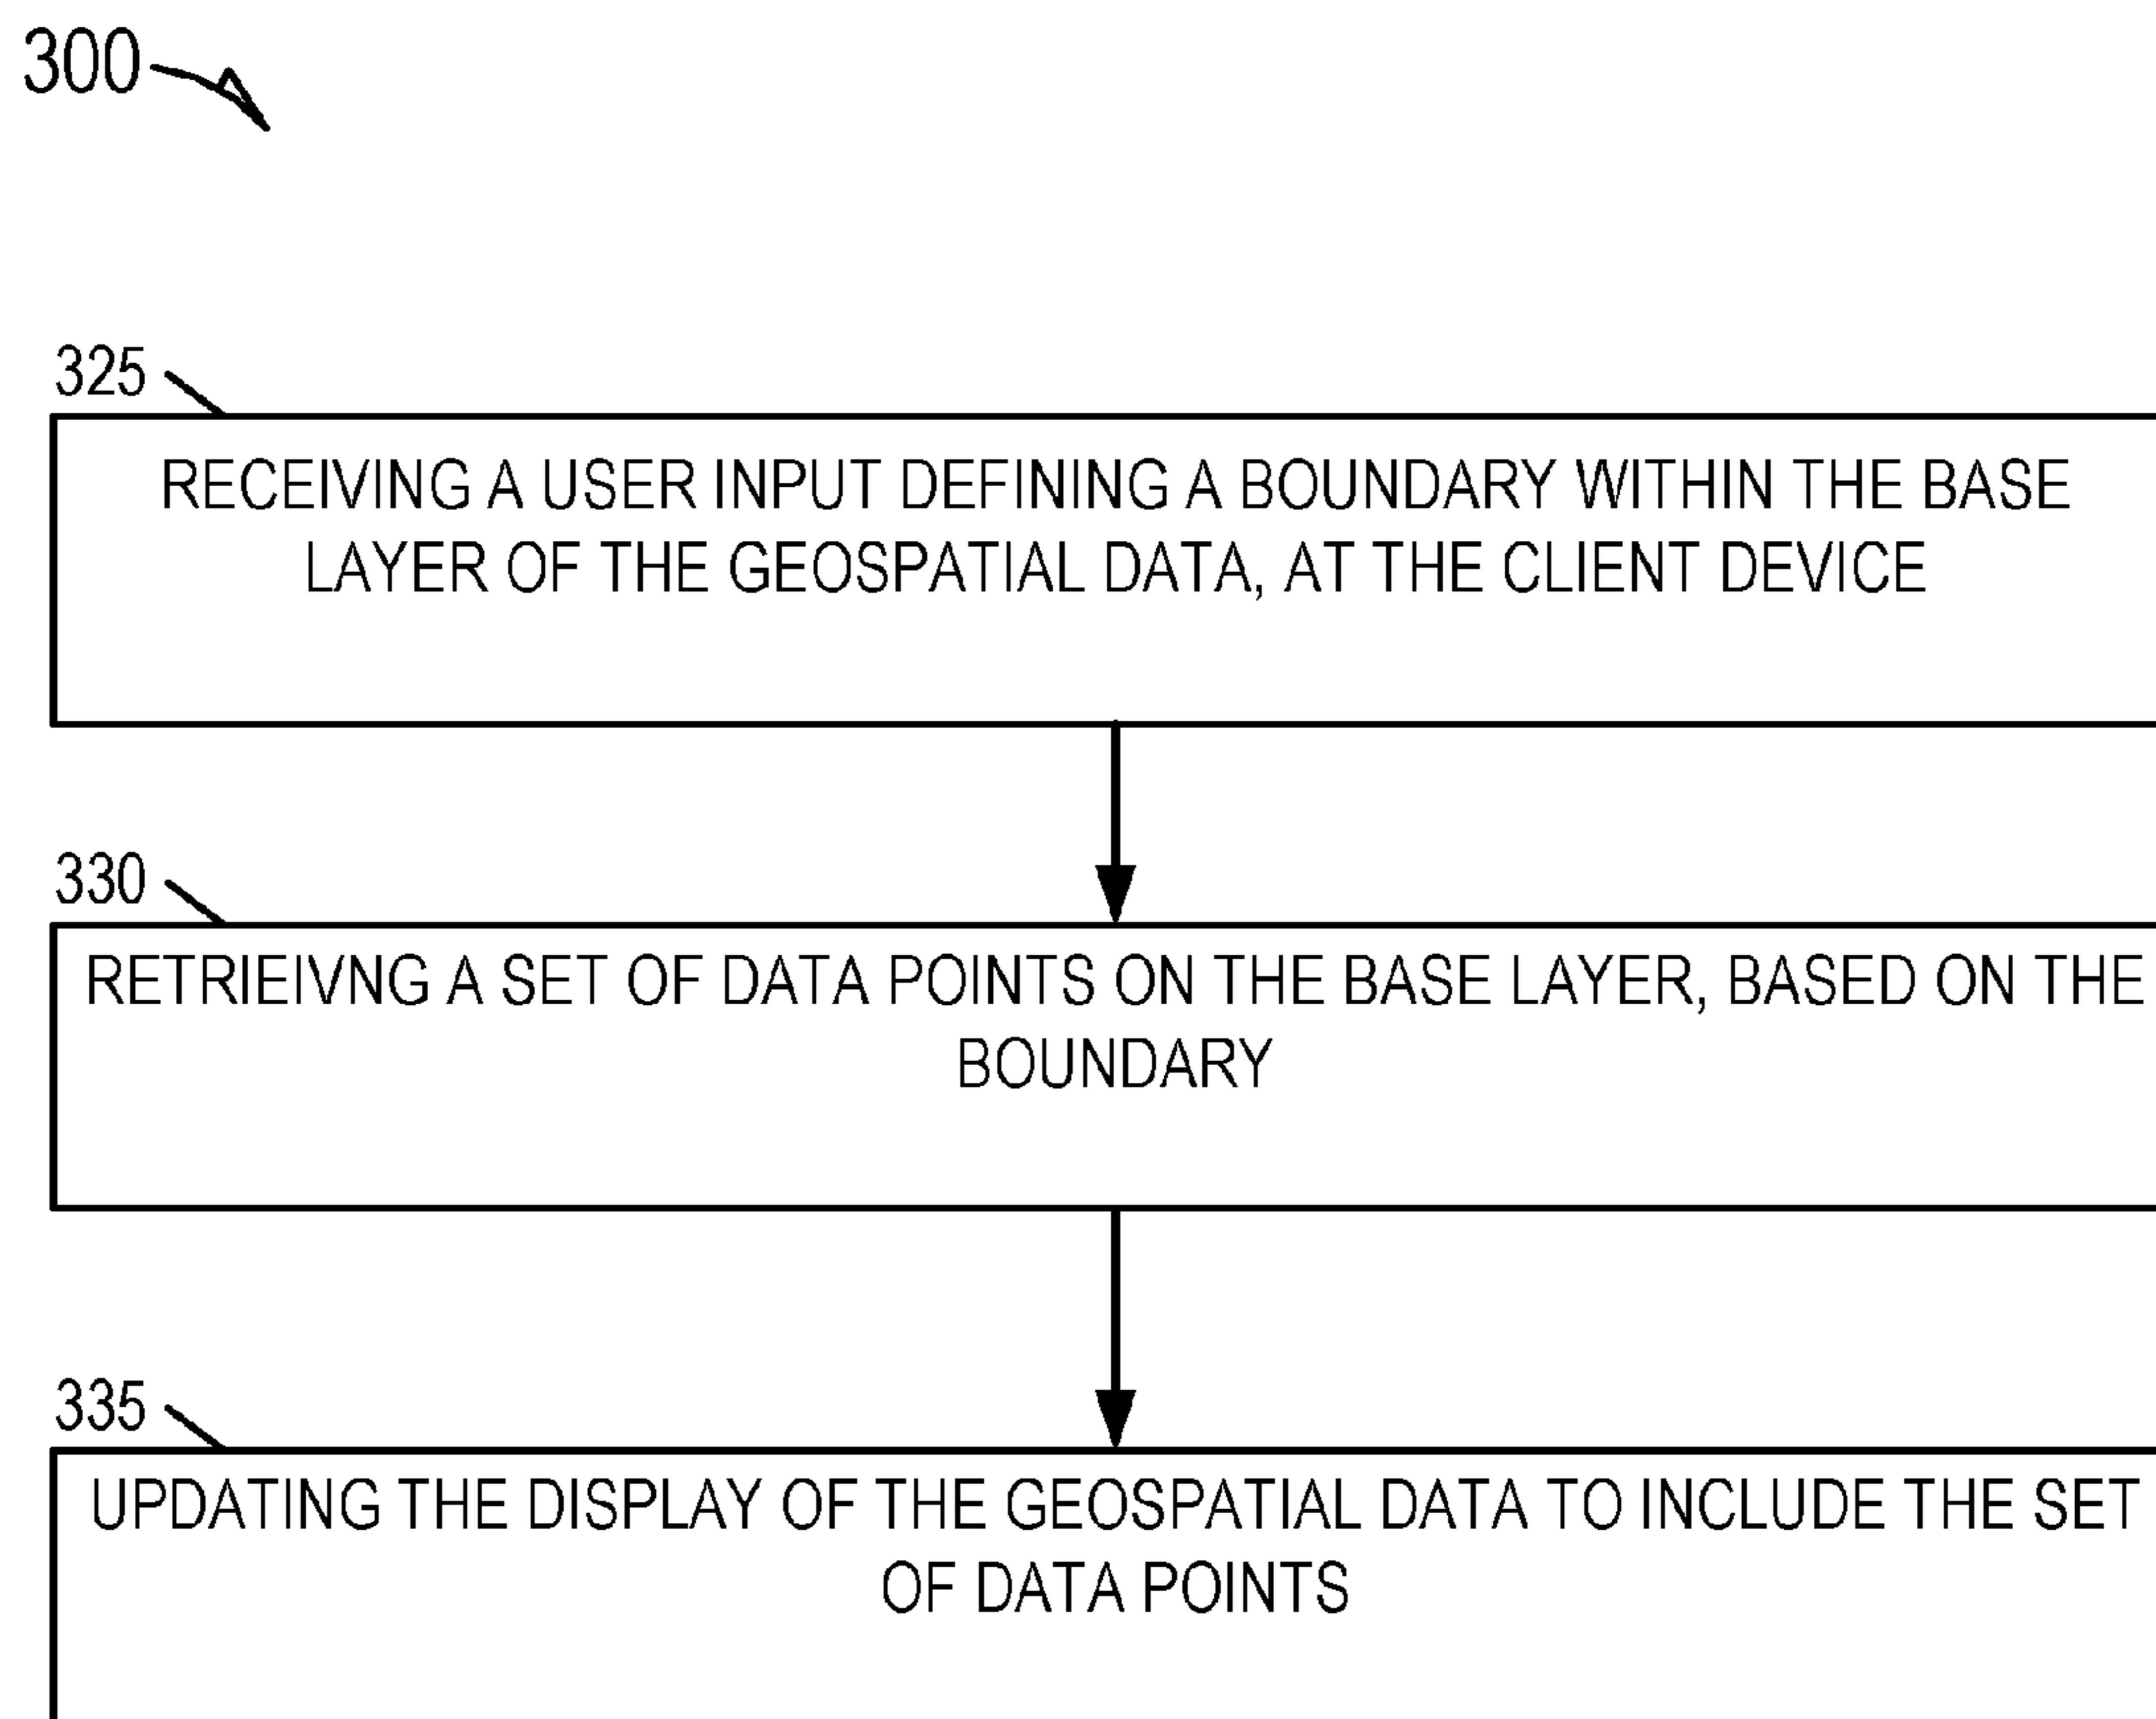 300
325
RECEIVING A USER INPUT DEFINING A BOUNDARY WITHIN THE BASE
LAYER OF THE GEOSPATIAL DATA, AT THE CLIENT DEVICE
330
RETRIEIVNG A SET OF DATA POINTS ON THE BASE LAYER, BASED ON THE
BOUNDARY
335
UPDATING THE DISPLAY OF THE GEOSPATIAL DATA TO INCLUDE THE SET
OF DATA POINTS